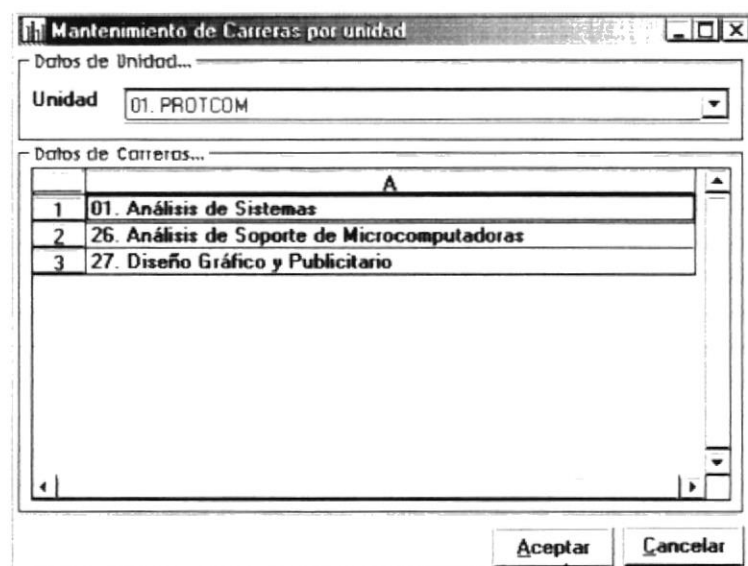 Mantenimiento de Carreras por unidad
Datos de Unidad...
Unidad 01. PROTCOM
Datos de Carreras...
A
1 01. Análisis de Sistemas
2 26. Análisis de Soporte de Microcomputadoras
3 27. Diseño Gráfico y Publicitario
Aceptar Cancelar